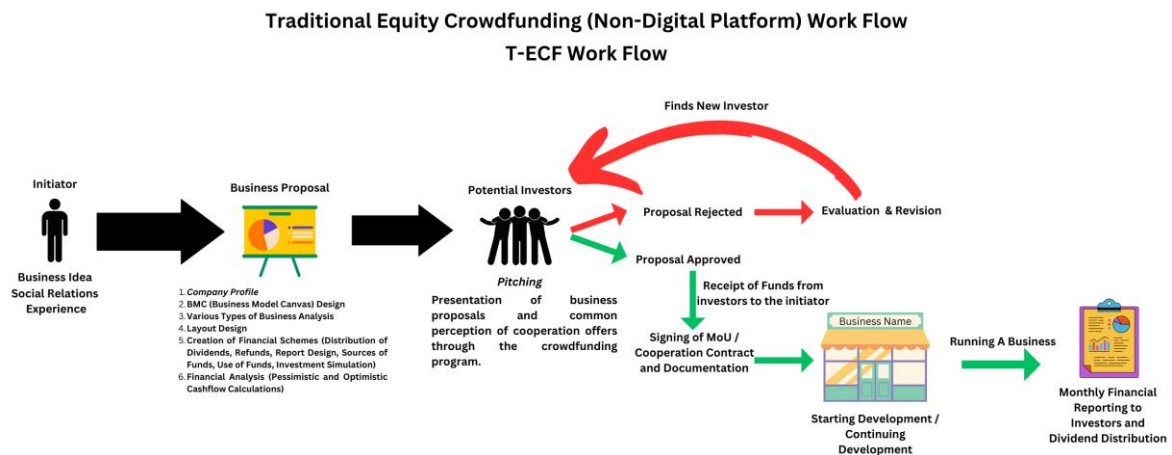 Traditional Equity Crowdfunding (Non-Digital Platform) Work Flow
T-ECF Work Flow
Finds New Investor
Initiator
Business Idea
Social Relations
Experience
Business Proposal
1. Company Profile
2. BMC (Business Model Canvas) Design
3. Various Types of Business Analysis
4. Layout Design
5. Creation of Financial Schemes (Distribution of
Dividends, Refunds, Report Design, Sources of
Funds, Use of Funds, Investment Simulation)
6. Financial Analysis (Pessimistic and Optimistic
Cashflow Calculations)
Potential Investors
Pitching
Presentation of business
proposals and common
perception of cooperation offers
through the crowdfunding
program.
Proposal Rejected
Evaluation & Revision
Proposal Approved
Receipt of Funds from
investors to the initiator
Signing of MoU /
Cooperation Contract
and Documentation
Business Name
Starting Development /
Continuing
Development
Running A Business
Monthly Financial
Reporting to
Investors and
Dividend Distribution